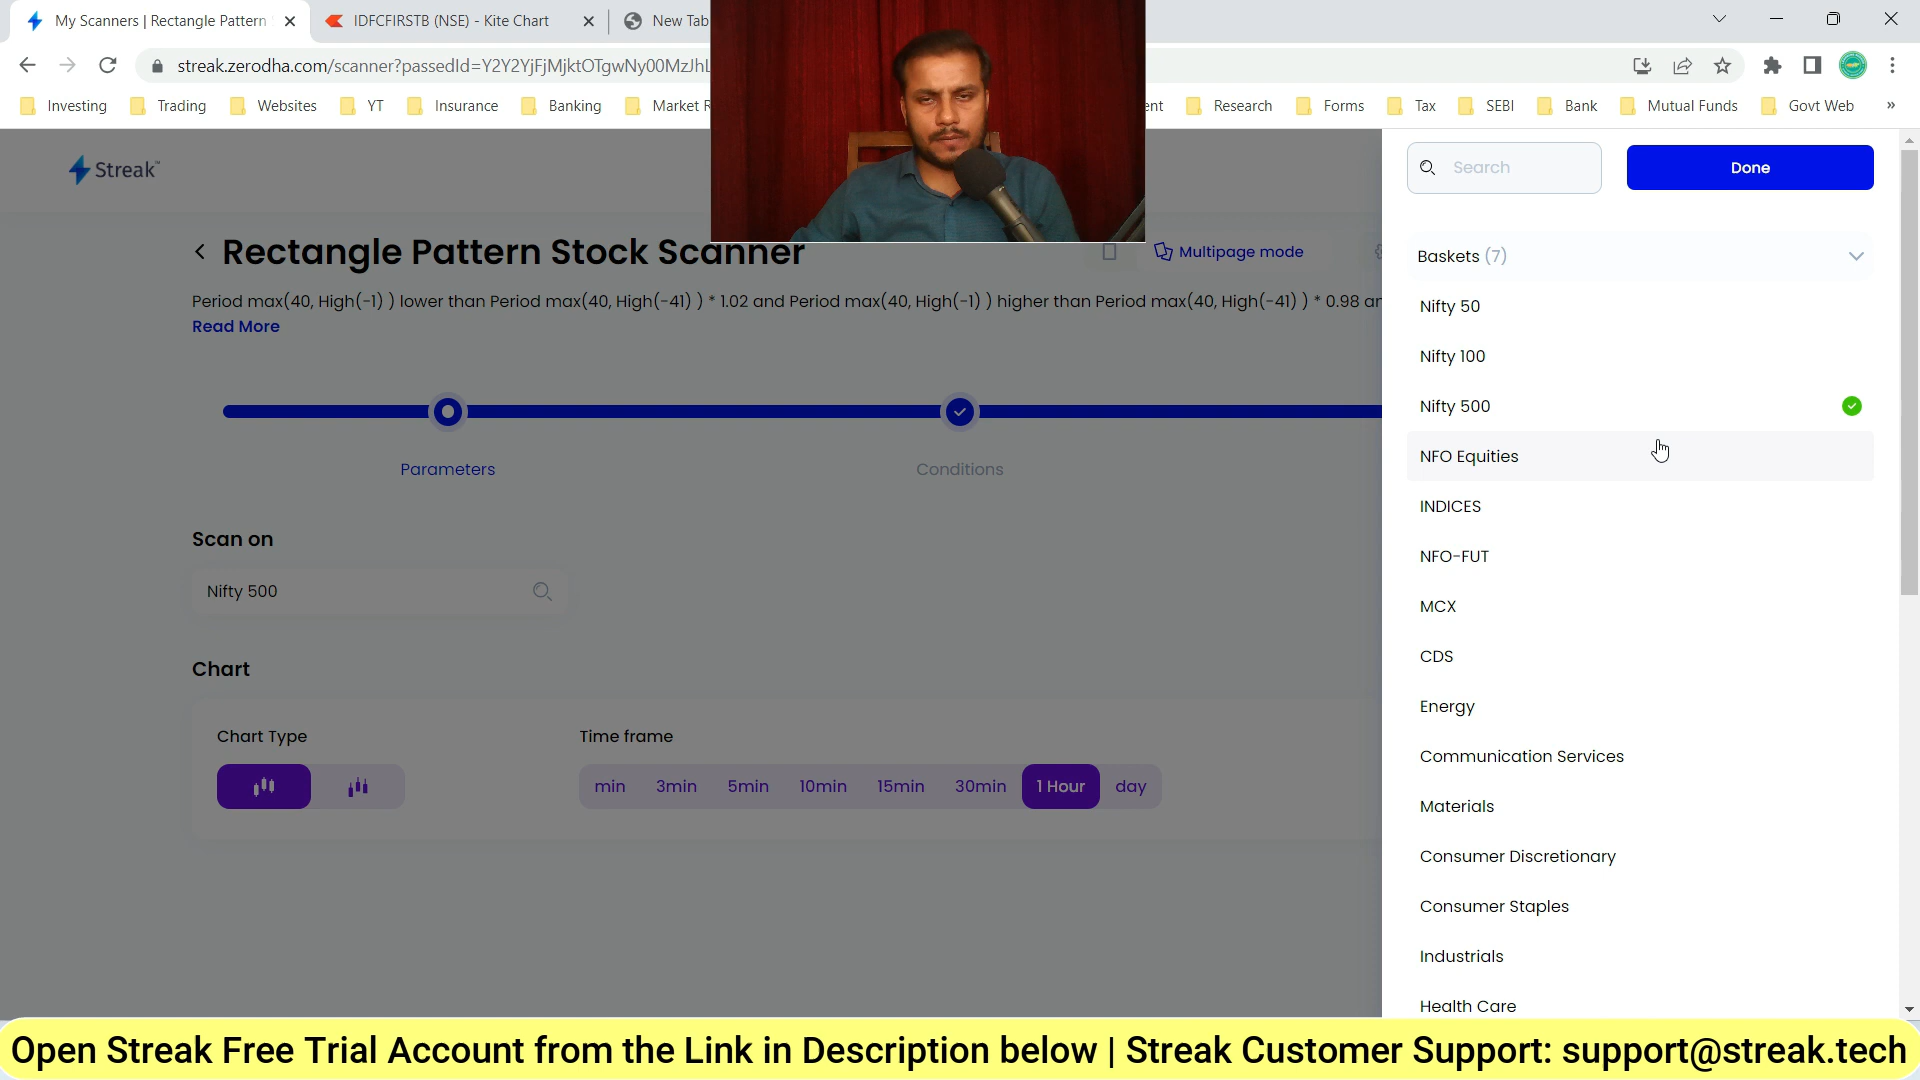 My Scanners | Rectangle Pattern
IDFCFIRSTB (NSE) - Kite Chart
New Tab
streak.zerodha.com/scanner?passedId=Y2Y2YjFjMjktOTgwNy00MzJhL
Investing
Trading
Websites
YT
Insurance
Banking
Market R
ent
Research
Forms
Tax
SEBI
Bank
Mutual Funds
Govt Web
»
Streak™
Search
Done
Rectangle Pattern Stock Scanner
Multipage mode
Period max(40, High(-1) ) lower than Period max(40, High(-41) ) * 1.02 and Period max(40, High(-1) ) higher than Period max(40, High(-41) ) * 0.98 an
Read More
Parameters
Conditions
Scan on
Nifty 500
Chart
Chart Type
Time frame
min 3min 5min 10min 15min 30min 1 Hour day
Baskets (7)
Nifty 50
Nifty 100
Nifty 500
NFO Equities
INDICES
NFO-FUT
MCX
CDS
Energy
Communication Services
Materials
Consumer Discretionary
Consumer Staples
Industrials
Health Care
Open Streak Free Trial Account from the Link in Description below | Streak Customer Support: support@streak.tech